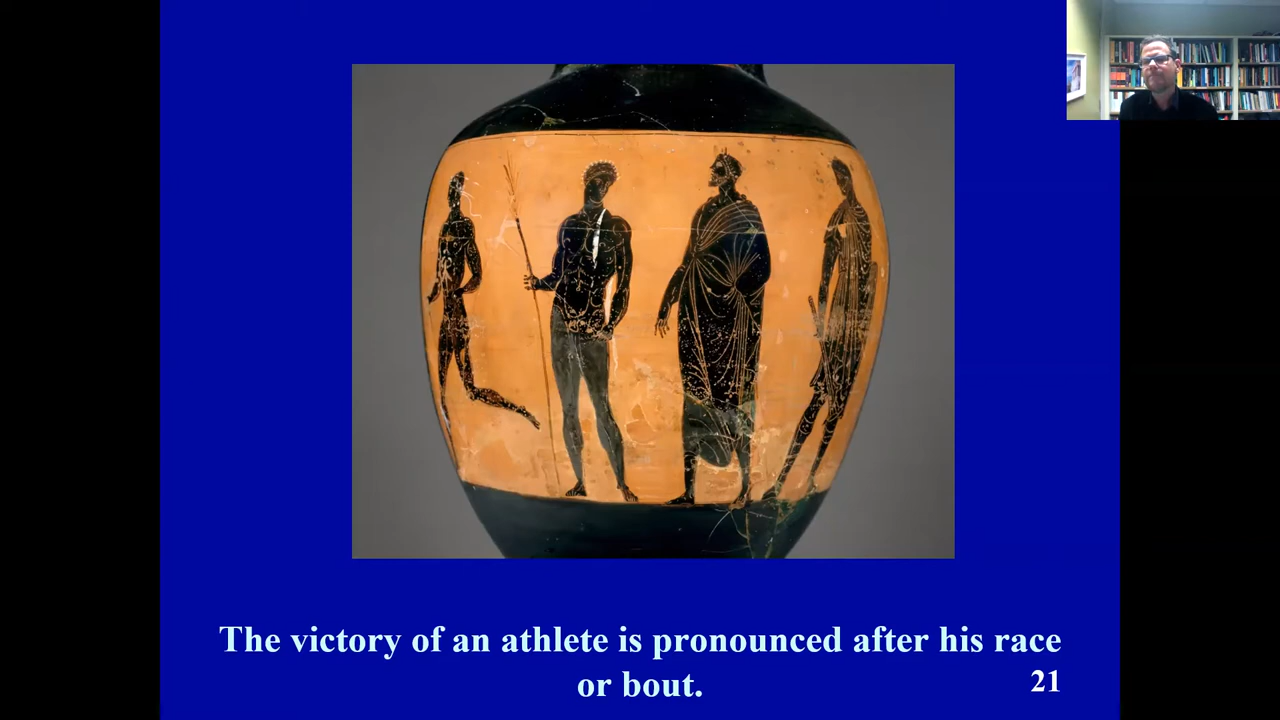 The victory of an athlete is pronounced after his race
or bout.
21